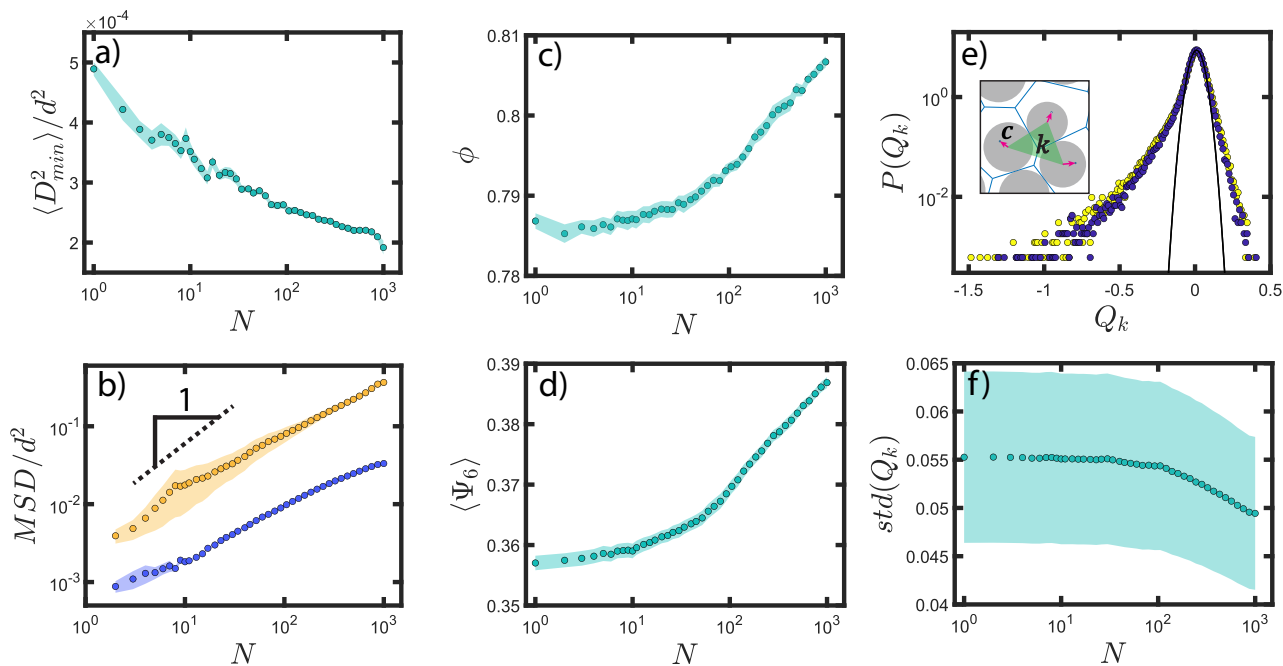 a)
×10⁻⁴
5
4
3
2
⟨D²ₘᵢₙ⟩/d²
10⁰ 10¹ 10² 10³
N
c)
0.81
0.8
0.79
0.78
ϕ
10⁰ 10¹ 10² 10³
N
e)
10⁰
10⁻²
P(Qₖ)
c
k
-1.5 -1 -0.5 0 0.5
Qₖ
b)
1
10⁻¹
10⁻²
10⁻³
MSD/d²
10⁰ 10¹ 10² 10³
N
d)
0.39
0.38
0.37
0.36
0.35
⟨Ψ₆⟩
10⁰ 10¹ 10² 10³
N
f)
0.065
0.06
0.055
0.05
0.045
0.04
std(Qₖ)
10⁰ 10¹ 10² 10³
N